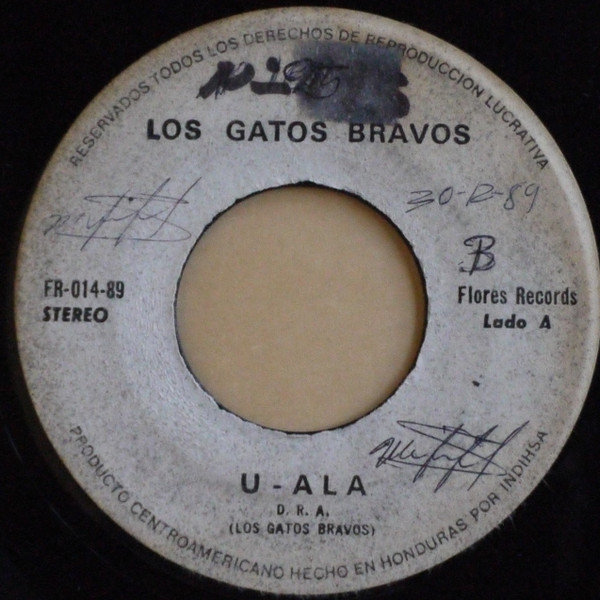 RESERVADOS TODOS LOS DERECHOS DE REPRODUCCION LUCRATIVA
LOS GATOS BRAVOS
30-R-89
B
FR-014-89
STEREO
Flores Records
Lado A
U-ALA
D. R. A.
(LOS GATOS BRAVOS)
PRODUCTO CENTROAMERICANO HECHO EN HONDURAS POR INDIHSA